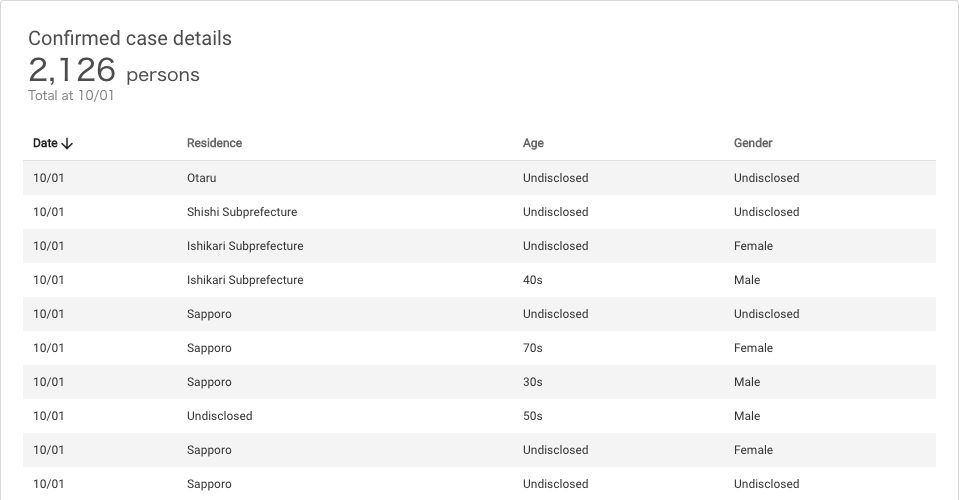 Confirmed case details
2,126 persons
Total at 10/01
Date Residence Age Gender
10/01 Otaru Undisclosed Undisclosed
10/01 Shishi Subprefecture Undisclosed Undisclosed
10/01 Ishikari Subprefecture Undisclosed Female
10/01 Ishikari Subprefecture 40s Male
10/01 Sapporo Undisclosed Undisclosed
10/01 Sapporo 70s Female
10/01 Sapporo 30s Male
10/01 Undisclosed 50s Male
10/01 Sapporo Undisclosed Female
10/01 Sapporo Undisclosed Undisclosed